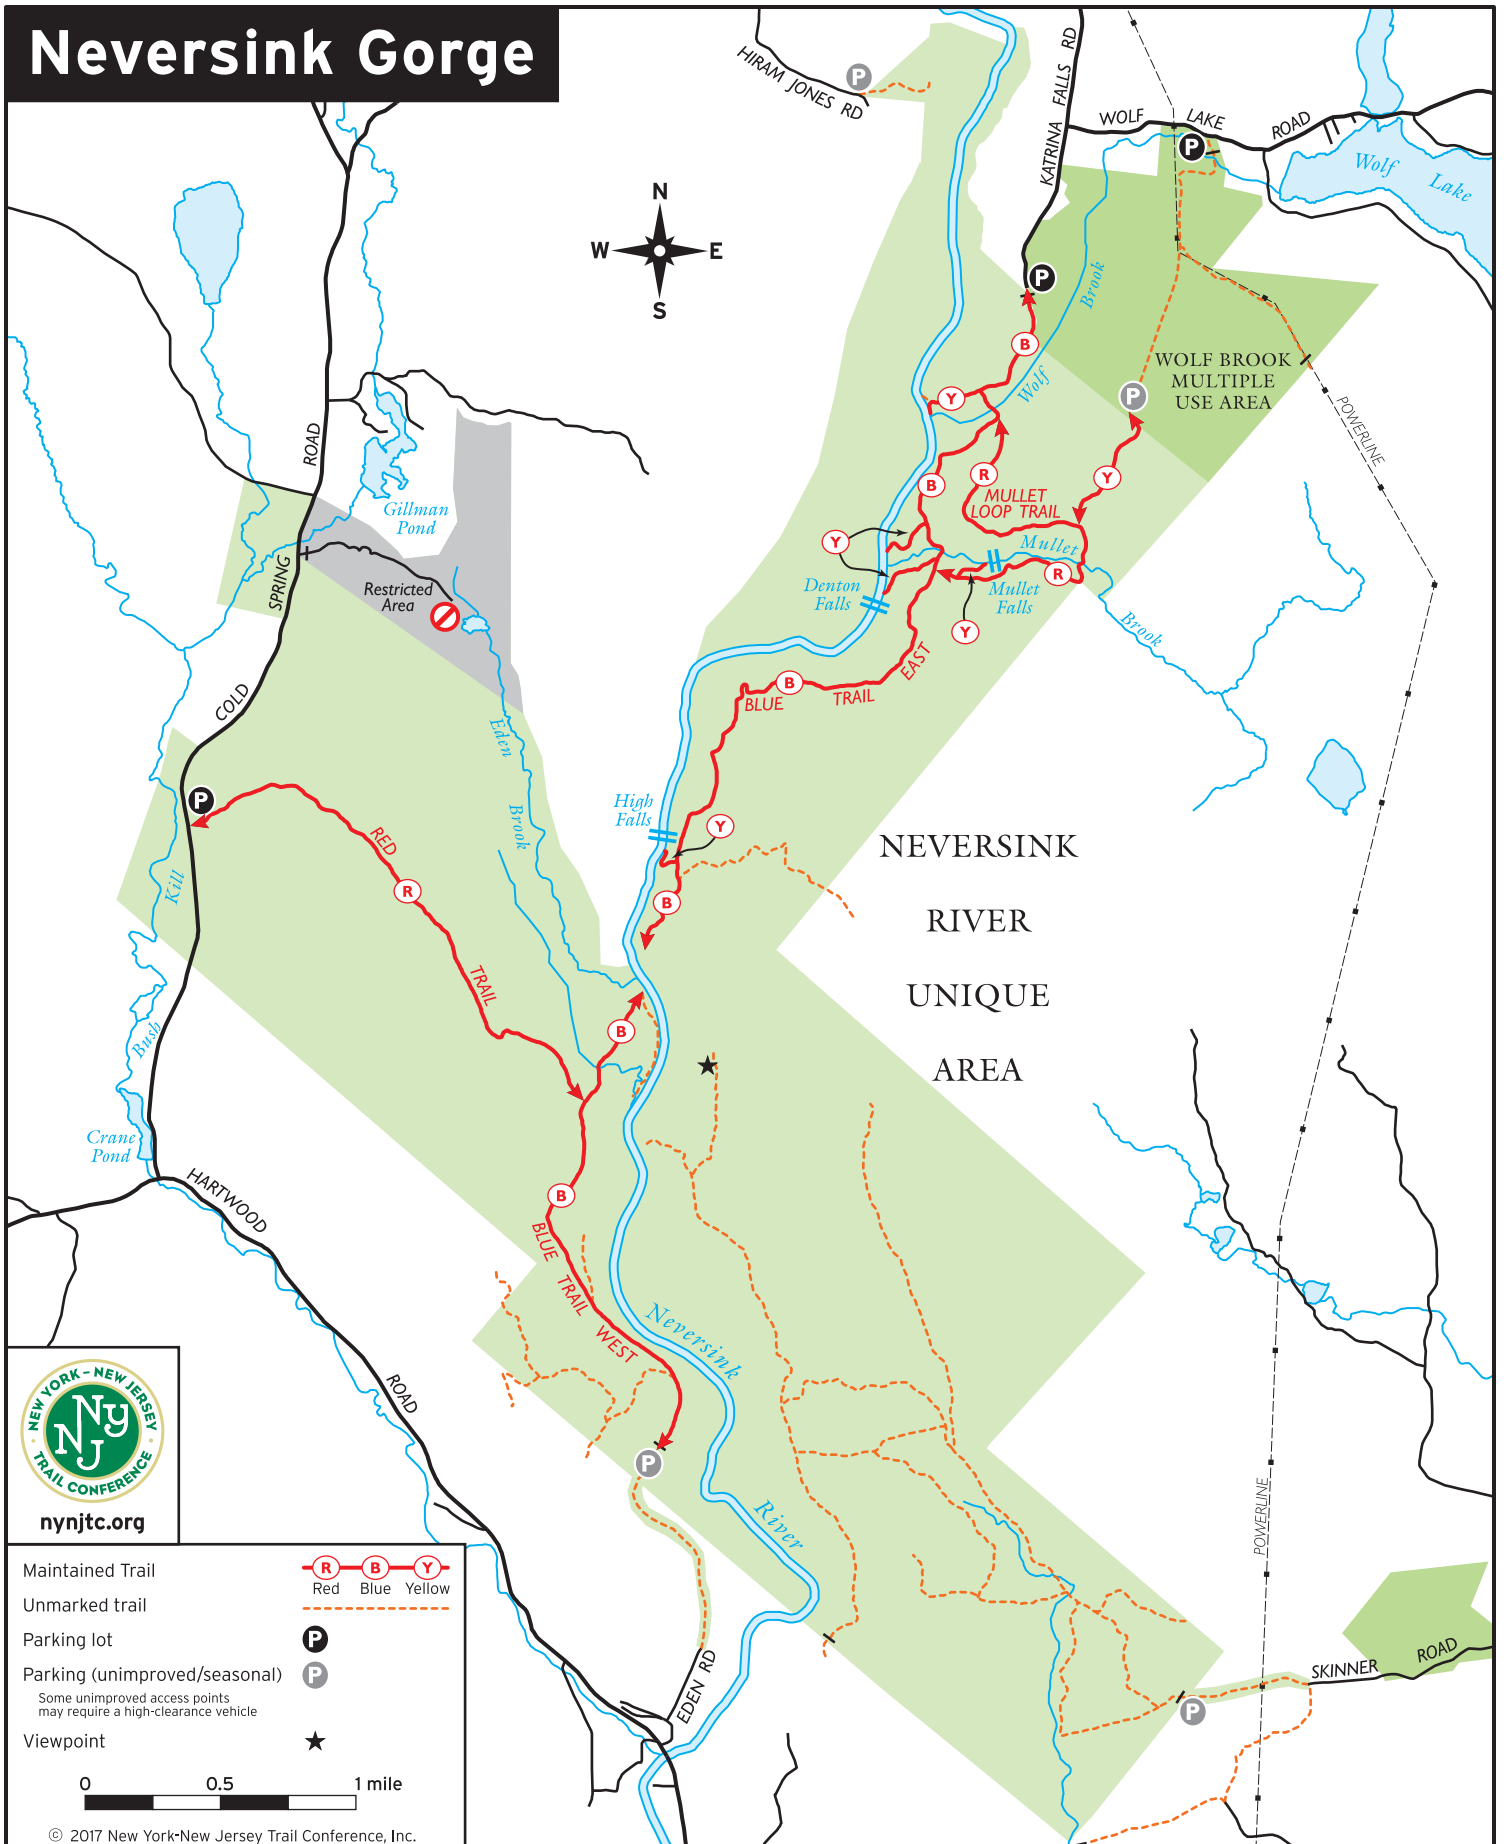 Neversink Gorge
HIRAM JONES RD
P
KATRINA FALLS RD
WOLF LAKE ROAD
P
Wolf Lake
N
W E
S
P
Brook
B
WOLF BROOK
MULTIPLE
USE AREA
Wolf
Y
P
POWERLINE
ROAD
Gillman
Pond
B
R
Y
MULLET
LOOP TRAIL
Y
Mullet
SPRING
Restricted
Area
Denton
Falls
R
Mullet
Falls
Y
Brook
EAST
B
BLUE TRAIL
COLD
Eden
P
High
Falls
Brook
Y
RED
R
Kill
B
NEVERSINK
RIVER
UNIQUE
AREA
TRAIL
B
Bush
Crane
Pond
HARTWOOD
B
BLUE TRAIL WEST
Neversink
ROAD
P
River
POWERLINE
NEW YORK - NEW JERSEY
NY
NJ
TRAIL CONFERENCE
nynjtc.org
EDEN RD
SKINNER ROAD
P
Maintained Trail R B Y
Red Blue Yellow
Unmarked trail
Parking lot P
Parking (unimproved/seasonal) P
Some unimproved access points
may require a high-clearance vehicle
Viewpoint
0 0.5 1 mile
© 2017 New York-New Jersey Trail Conference, Inc.